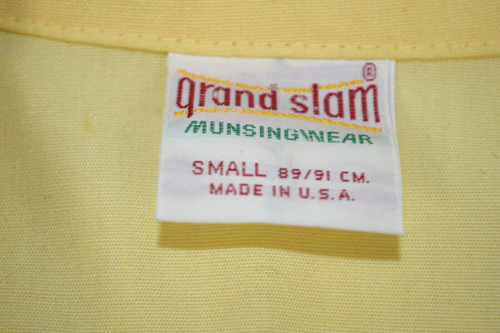 grand slam®
MUNSINGWEAR
SMALL 89/91 CM.
MADE IN U.S.A.